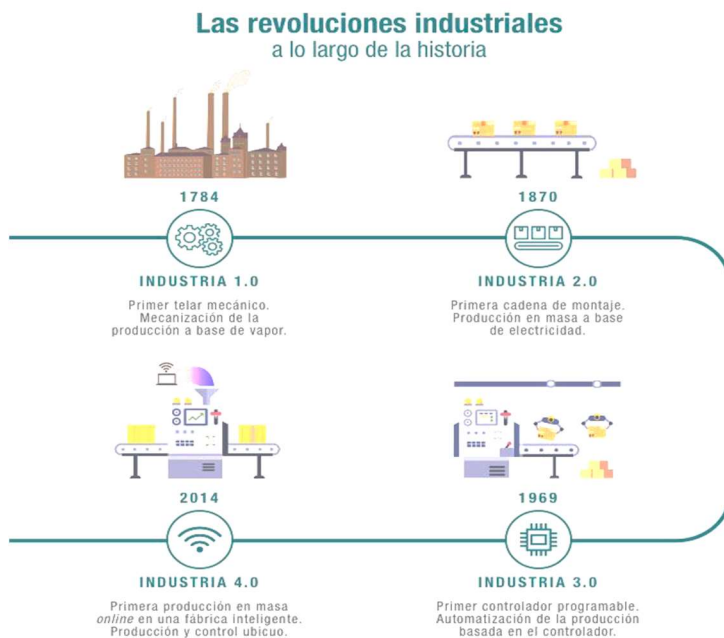 Las revoluciones industriales
a lo largo de la historia
1784
INDUSTRIA 1.0
Primer telar mecánico.
Mecanización de la
producción a base de vapor.
1870
INDUSTRIA 2.0
Primera cadena de montaje.
Producción en masa a base
de electricidad.
2014
INDUSTRIA 4.0
Primera producción en masa
online en una fábrica inteligente.
Producción y control ubicuo.
1969
INDUSTRIA 3.0
Primer controlador programable.
Automatización de la producción
basada en el controlador.